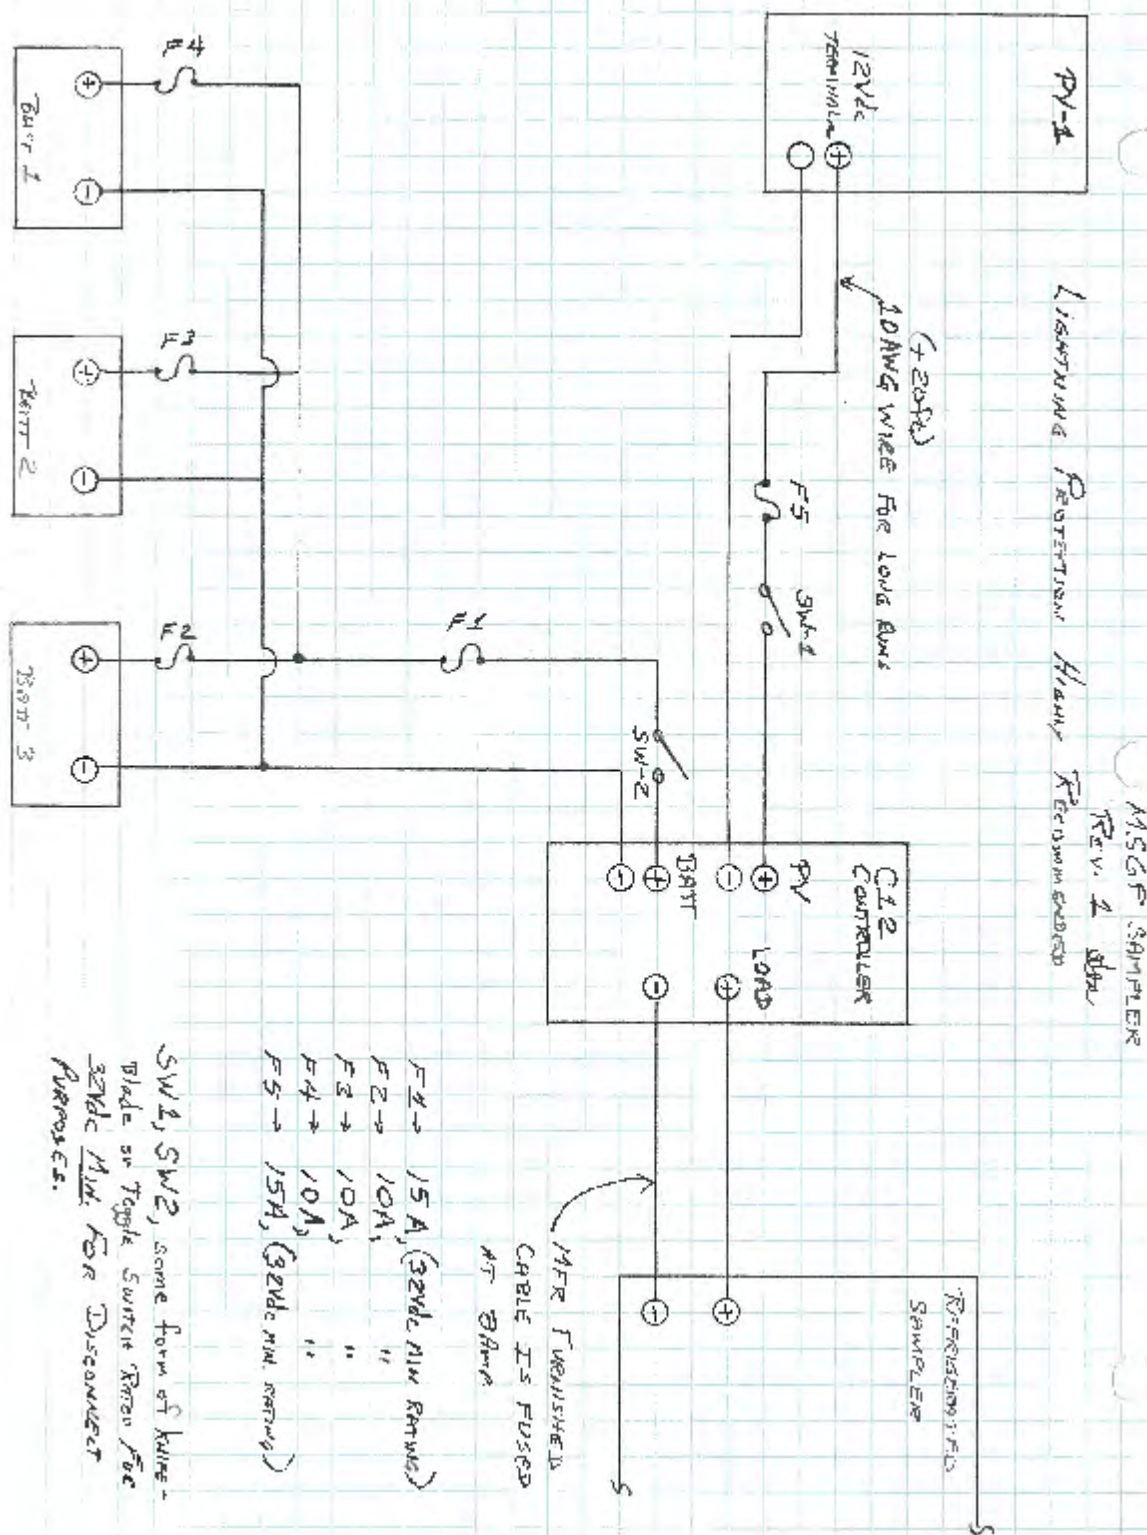 MSGF SAMPLER
REV. 1
LIGHTNING PROTECTION HIGHLY RECOMMENDED
PV-1
12Vdc
TERMINALS
+
(+20ft)
10AWG WIRE FOR LONG RUNS
F5
SW-1
C12
CONTROLLER
PV
+
-
BATT
+
-
LOAD
+
-
REFRIGERATED
SAMPLER
+
-
S
S
MFR FURNISHED
CABLE IS FUSED
AT 8AMP
SW-2
F1
F4
F3
F2
+
-
BATT 1
+
-
BATT-2
+
-
BATT 3
F1→ 15A, (32Vdc MIN RATING)
F2→ 10A, "
F3→ 10A, "
F4→ 10A, "
F5→ 15A, (32Vdc MIN. RATING)
SW1, SW2, some form of KNIFE-
Blade or Toggle SWITCH RATED FOR
32Vdc MIN. FOR DISCONNECT
PURPOSES.